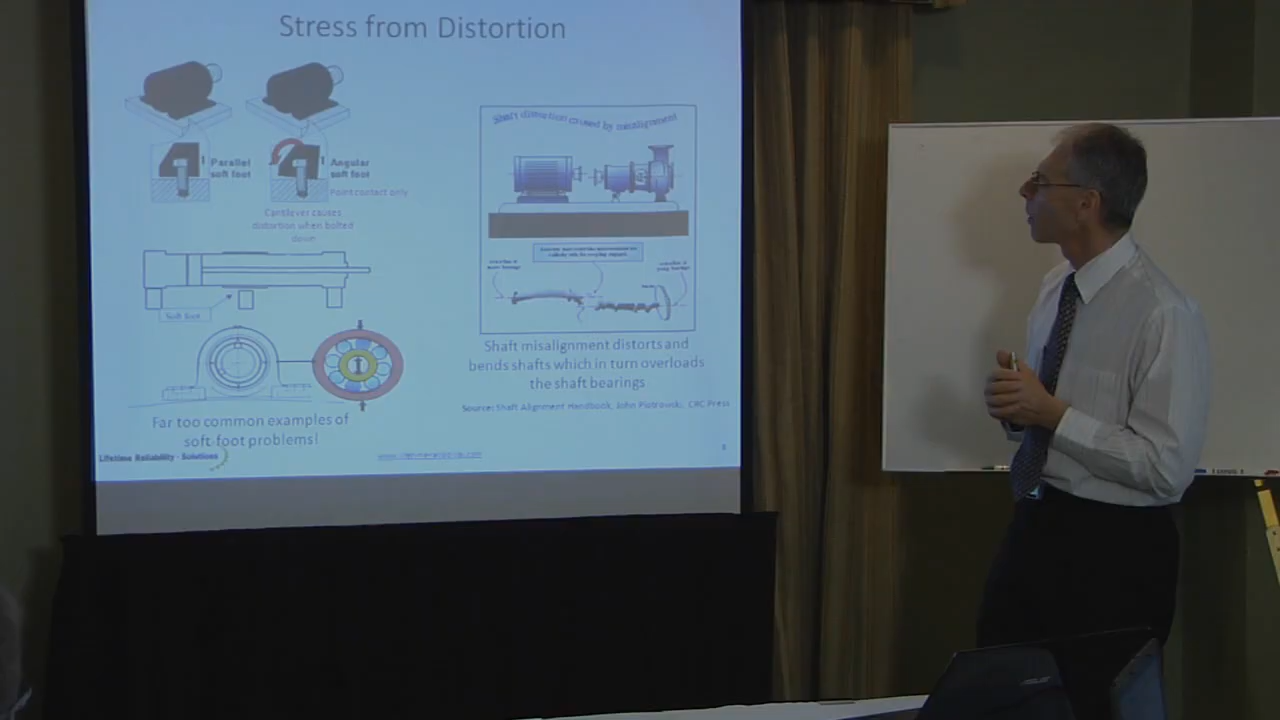 Stress from Distortion
Parallel
soft foot
Angular
soft foot
Point contact only
Cantilever causes
distortion when bolted
down
Soft foot
Far too common examples of
soft-foot problems!
Shaft distortion caused by misalignment
Shaft misalignment distorts and
bends shafts which in turn overloads
the shaft bearings
Source: Shaft Alignment Handbook, John Piotrowski, CRC Press
Lifetime Reliability - Solutions
ASUS